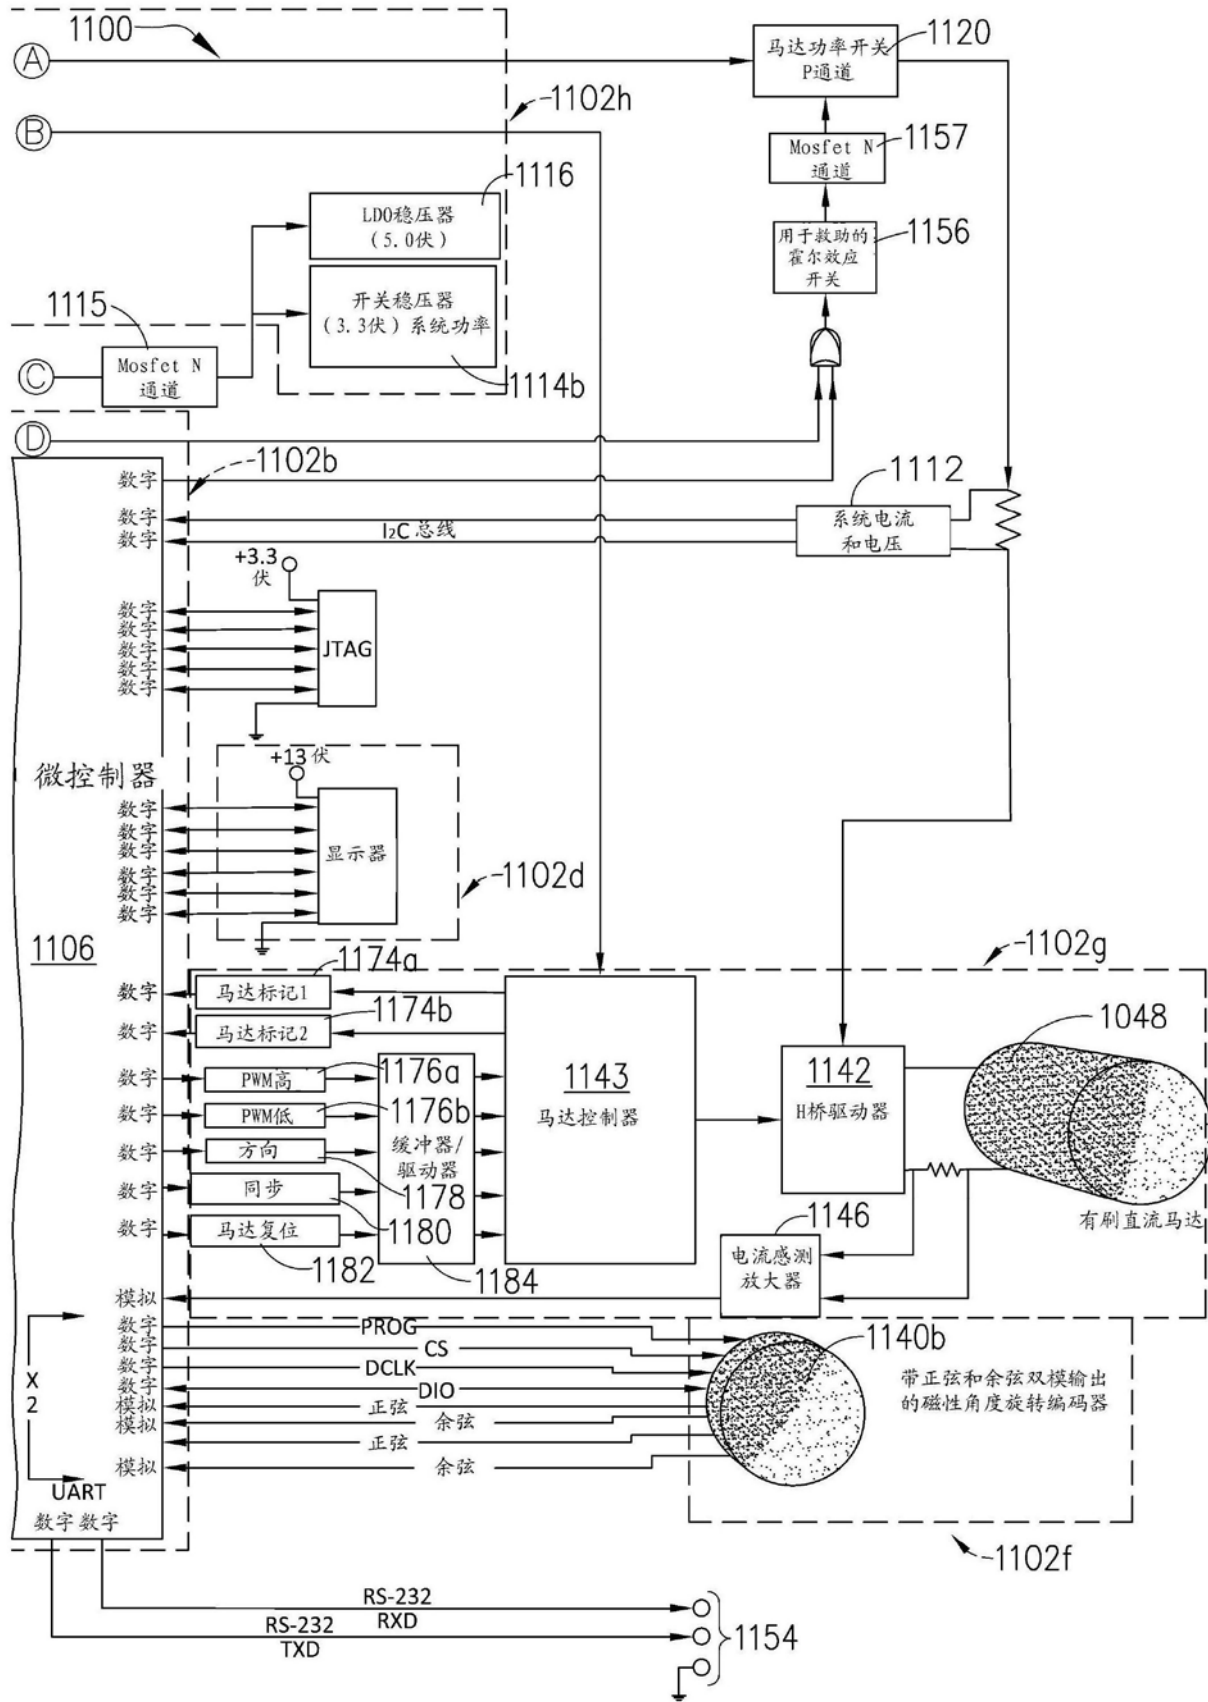 1100
A
马达功率开关
P通道
1120
1102h
B
Mosfet N
通道
1157
1116
LDO稳压器
(5.0伏)
用于救助的
霍尔效应
开关
1156
1115
开关稳压器
(3.3伏)系统功率
1114b
C
Mosfet N
通道
D
1102b
数字
1112
数字
数字
I2C 总线
系统电流
和电压
+3.3
伏
数字
数字
数字
数字
数字
JTAG
+13伏
微控制器
数字
数字
数字
数字
数字
数字
显示器
1102d
1106
1174a
1102g
数字
马达标记1
1174b
1048
数字
马达标记2
1143
马达控制器
1142
H桥驱动器
数字
PWM高
1176a
数字
PWM低
1176b
缓冲器/
驱动器
数字
方向
1178
数字
同步
1180
数字
马达复位
1182
1184
1146
电流感测
放大器
有刷直流马达
模拟
数字
PROG
数字
CS
数字
DCLK
数字
DIO
模拟
正弦
模拟
余弦
正弦
模拟
余弦
X
2
1140b
带正弦和余弦双模输出
的磁性角度旋转编码器
UART
数字 数字
1102f
RS-232
RXD
RS-232
TXD
1154